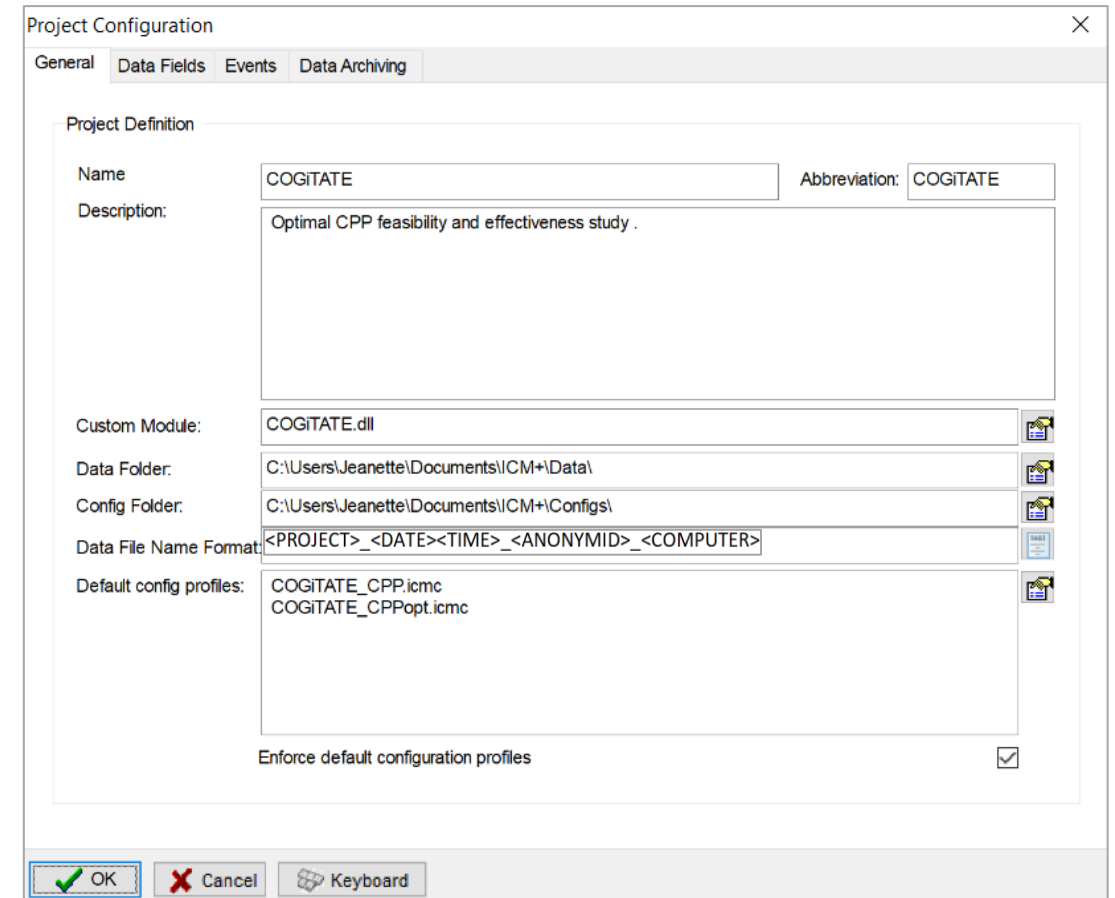 Project Configuration
General Data Fields Events Data Archiving
Project Definition
Name COGiTATE Abbreviation: COGiTATE
Description: Optimal CPP feasibility and effectiveness study .
Custom Module: COGiTATE.dll
Data Folder: C:\Users\Jeanette\Documents\ICM+\Data\
Config Folder: C:\Users\Jeanette\Documents\ICM+\Configs\
Data File Name Format: <PROJECT>_<DATE><TIME>_<ANONYMID>_<COMPUTER>
Default config profiles: COGiTATE_CPP.icmc
COGiTATE_CPPopt.icmc
Enforce default configuration profiles
OK Cancel Keyboard